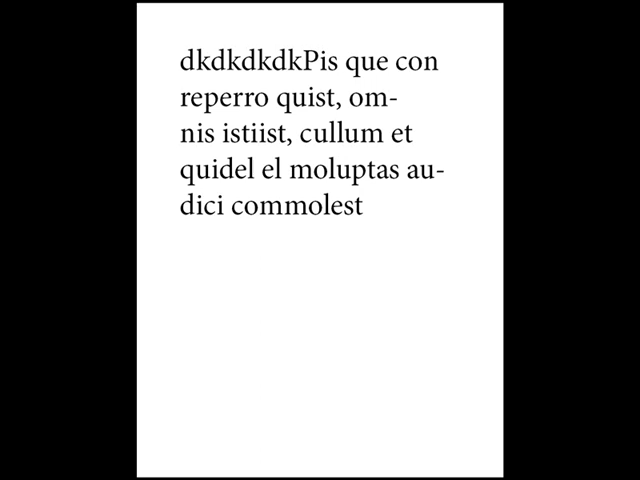 dkdkdkdkPis que con
reperro quist, om-
nis istiist, cullum et
quidel el moluptas au-
dici commolest